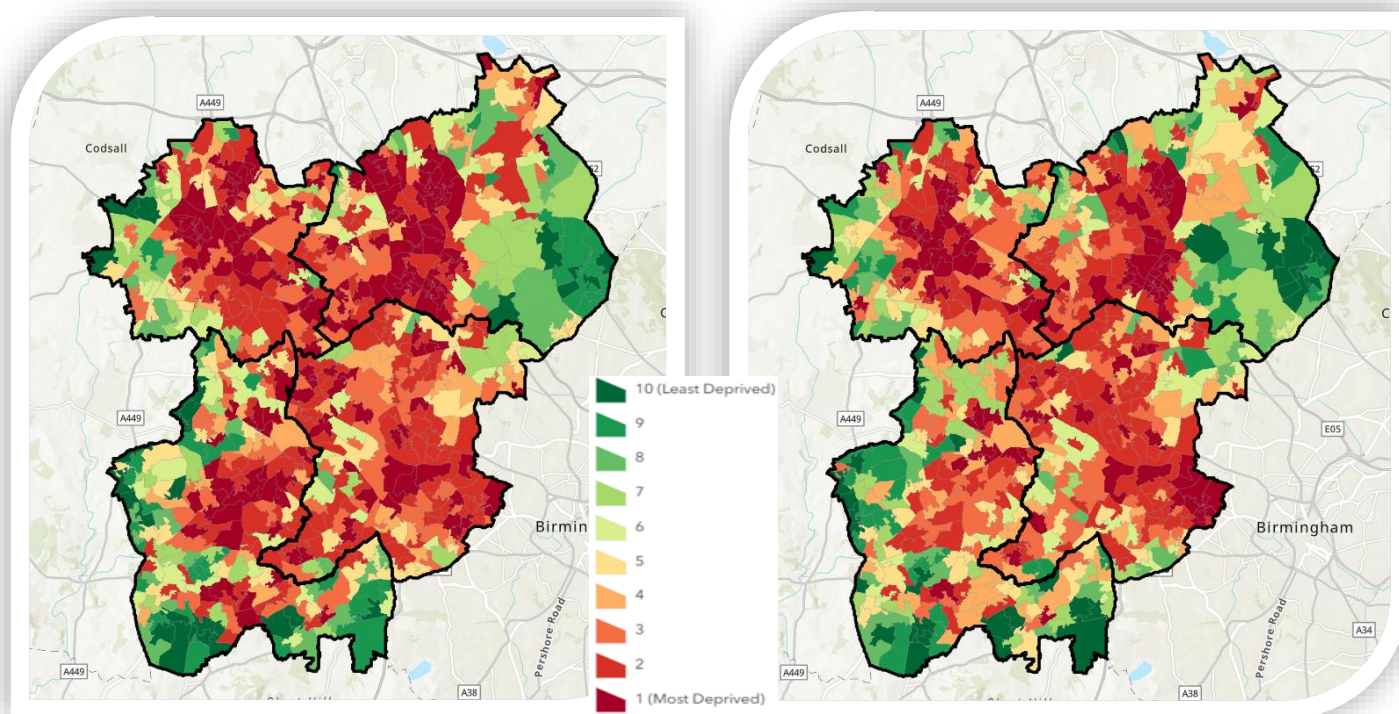 A449
Codsall
A449
A449
A38
Pershore Road
10 (Least Deprived)
9
8
7
6
5
4
3
2
1 (Most Deprived)
A449
Codsall
A449
E05
Birmingham
Pershore Road
A34
A449
A38